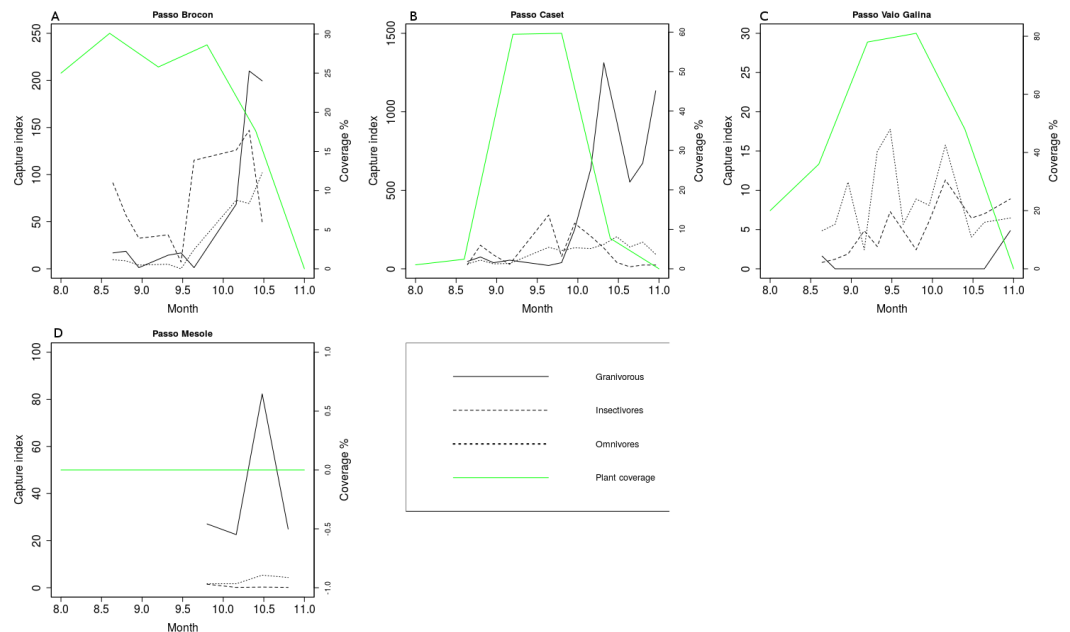 A
Passo Brocon
250
200
150
100
50
0
Capture index
30
25
20
15
10
5
0
Coverage %
8.0 8.5 9.0 9.5 10.0 10.5 11.0
Month
B
Passo Caset
1500
1000
500
0
Capture index
60
50
40
30
20
10
0
Coverage %
8.0 8.5 9.0 9.5 10.0 10.5 11.0
Month
C
Passo Vaio Galina
30
25
20
15
10
5
0
Capture index
80
60
40
20
0
Coverage %
8.0 8.5 9.0 9.5 10.0 10.5 11.0
Month
D
Passo Mesole
100
80
60
40
20
0
Capture index
1.0
0.5
0.0
-0.5
-1.0
Coverage %
8.0 8.5 9.0 9.5 10.0 10.5 11.0
Month
Granivorous
Insectivores
Omnivores
Plant coverage